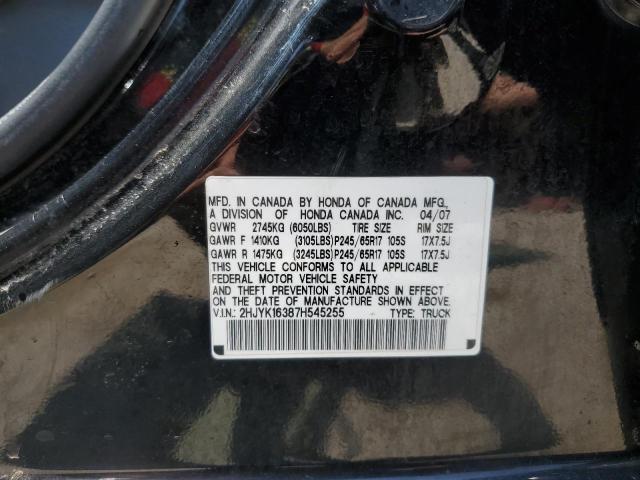 MFD. IN CANADA BY HONDA OF CANADA MFG.,
A DIVISION OF HONDA CANADA INC. 04/07
GVWR 2745KG (6050LBS) TIRE SIZE RIM SIZE
GAWR F 1410KG (3105LBS)P245/65R17 105S 17X7.5J
GAWR R 1475KG (3245LBS)P245/65R17 105S 17X7.5J
THIS VEHICLE CONFORMS TO ALL APPLICABLE
FEDERAL MOTOR VEHICLE SAFETY
AND THEFT PREVENTION STANDARDS IN EFFECT
ON THE DATE OF MANUFACTURE SHOWN ABOVE.
V.I.N.: 2HJYK16387H545255 TYPE: TRUCK